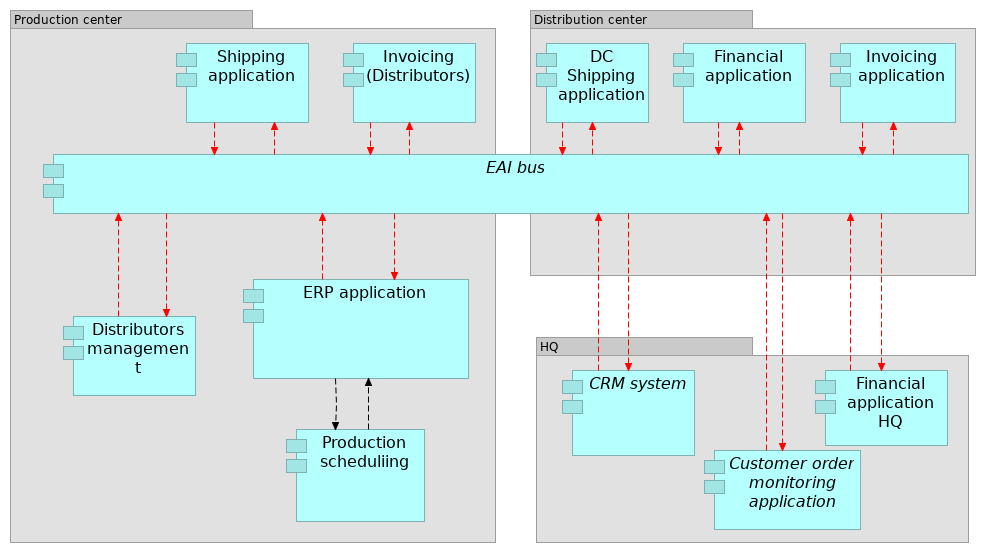 Production center
Distribution center
Shipping
application
Invoicing
(Distributors)
DC
Shipping
application
Financial
application
Invoicing
application
EAI bus
ERP application
Distributors
managemen
t
HQ
CRM system
Financial
application
HQ
Production
scheduliing
Customer order
monitoring
application